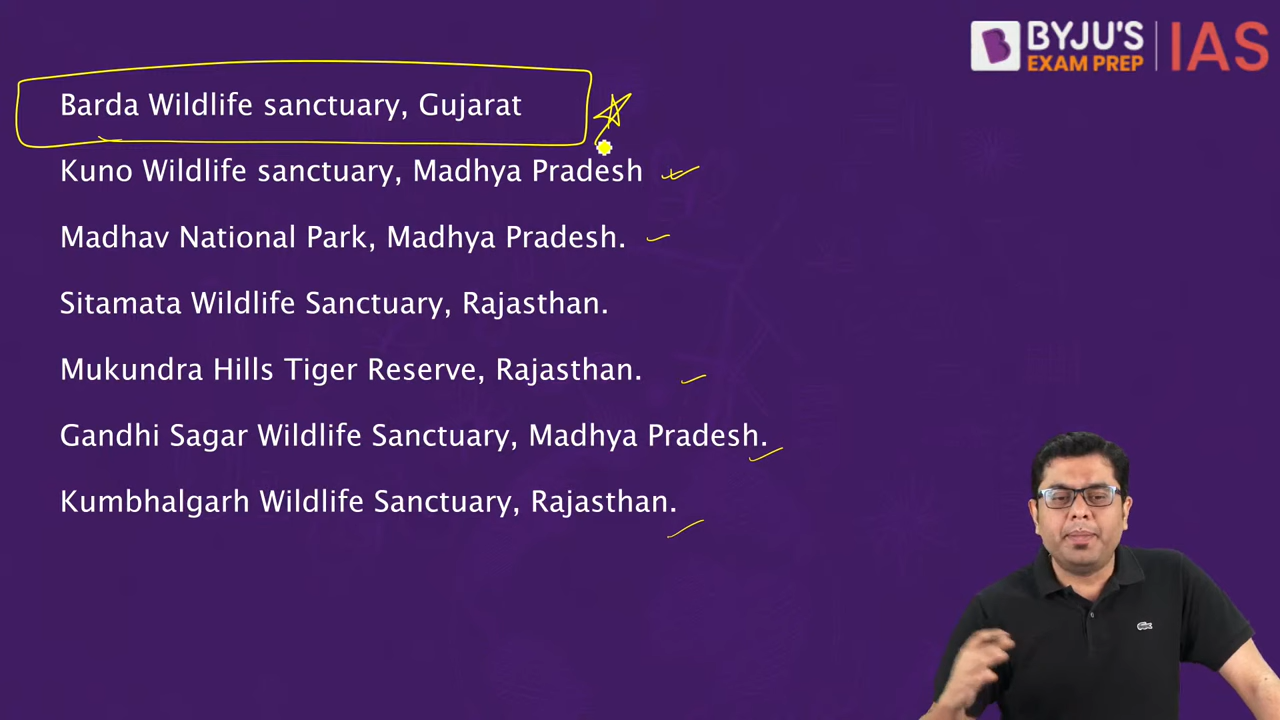 BYJU'S
EXAM PREP
IAS
Barda Wildlife sanctuary, Gujarat
Kuno Wildlife sanctuary, Madhya Pradesh
Madhav National Park, Madhya Pradesh.
Sitamata Wildlife Sanctuary, Rajasthan.
Mukundra Hills Tiger Reserve, Rajasthan.
Gandhi Sagar Wildlife Sanctuary, Madhya Pradesh.
Kumbhalgarh Wildlife Sanctuary, Rajasthan.